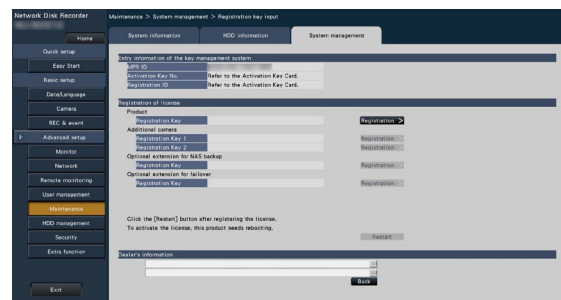 Network Disk Recorder
Home
Quick setup
Easy Start
Basic setup
Date/Language
Camera
REC & event
Advanced setup
Monitor
Network
Remote monitoring
User management
Maintenance
HDD management
Security
Extra function
Exit
Maintenance > System management > Registration key input
System information HDD information System management
Entry information of the key management system
MPR ID
Activation Key No. Refer to the Activation Key Card.
Registration ID Refer to the Activation Key Card.
Registration of license
Product
Registration Key Registration >
Additional camera
Registration Key 1 Registration >
Registration Key 2 Registration >
Optional extension for NAS backup
Registration Key Registration >
Optional extension for failover
Registration Key Registration >
Click the [Restart] button after registering the license.
To activate the license, this product needs rebooting.
Restart
Dealer's information
Back